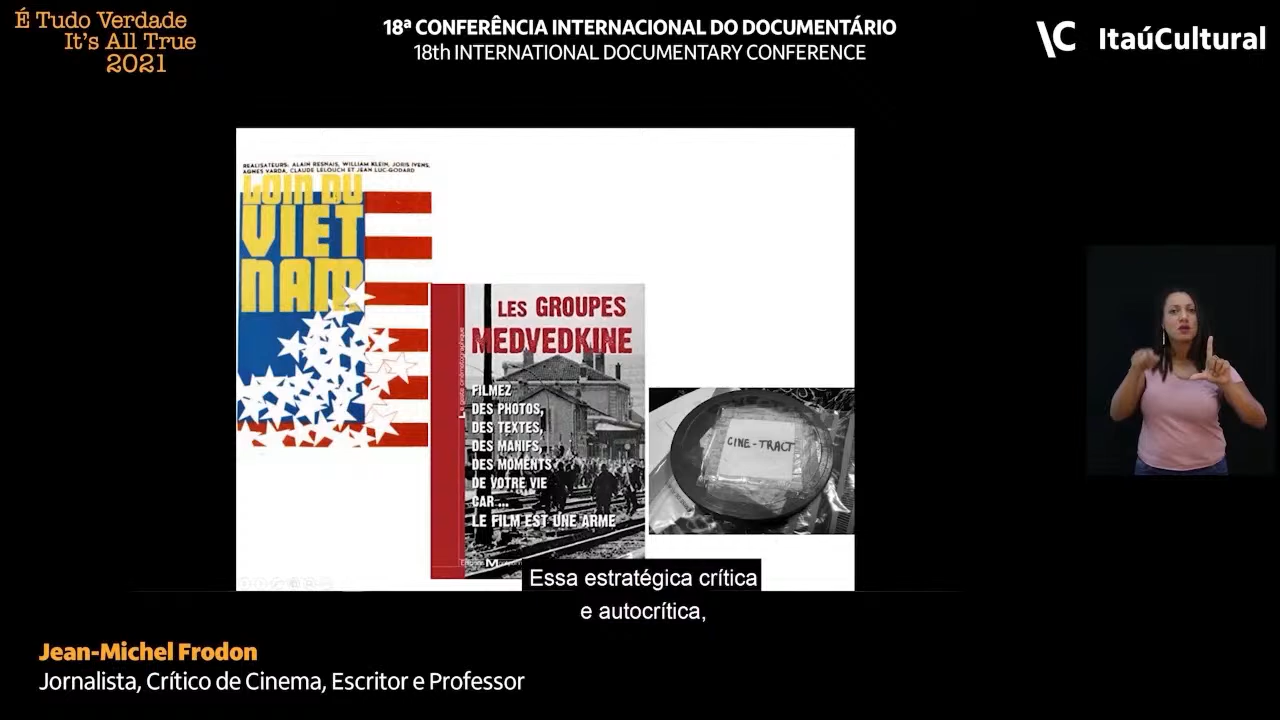 É Tudo Verdade
It's All True
2021
18ª CONFERÊNCIA INTERNACIONAL DO DOCUMENTÁRIO
18th INTERNATIONAL DOCUMENTARY CONFERENCE
ItaúCultural
REALISATEURS: ALAIN RESNAIS, WILLIAM KLEIN, JORIS IVENS,
AGNES VARDA, CLAUDE LELOUCH ET JEAN LUC-GODARD
LOIN DU
VIET
NAM
LES GROUPES
MEDVEDKINE
FILMEZ
DES PHOTOS,
DES TEXTES,
DES MANIFS,
DES MOMENTS
DE VOTRE VIE
CAR ...
LE FILM EST UNE ARME
CINE-TRACT
Essa estratégica crítica
e autocrítica,
Jean-Michel Frodon
Jornalista, Crítico de Cinema, Escritor e Professor